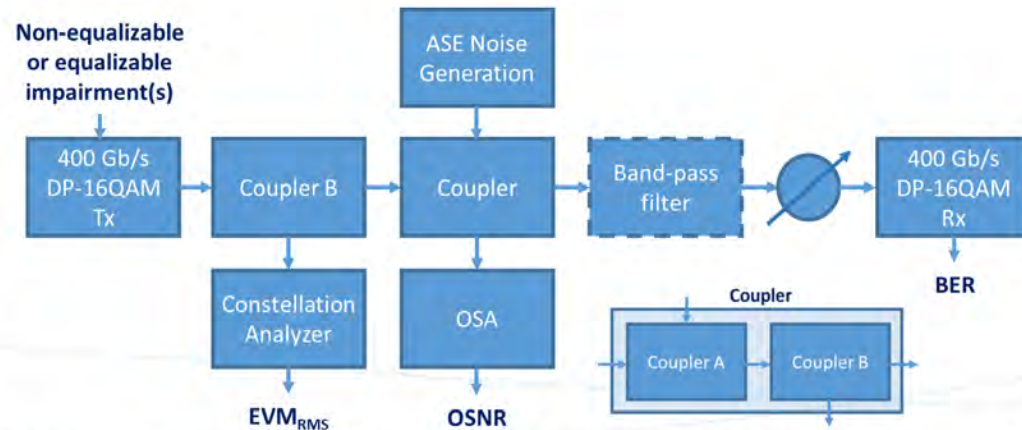 Non-equalizable
or equalizable
impairment(s)
ASE Noise
Generation
400 Gb/s
DP-16QAM
Tx
Coupler B
Coupler
Band-pass
filter
400 Gb/s
DP-16QAM
Rx
Constellation
Analyzer
OSA
BER
Coupler
Coupler A
Coupler B
EVMRMS
OSNR